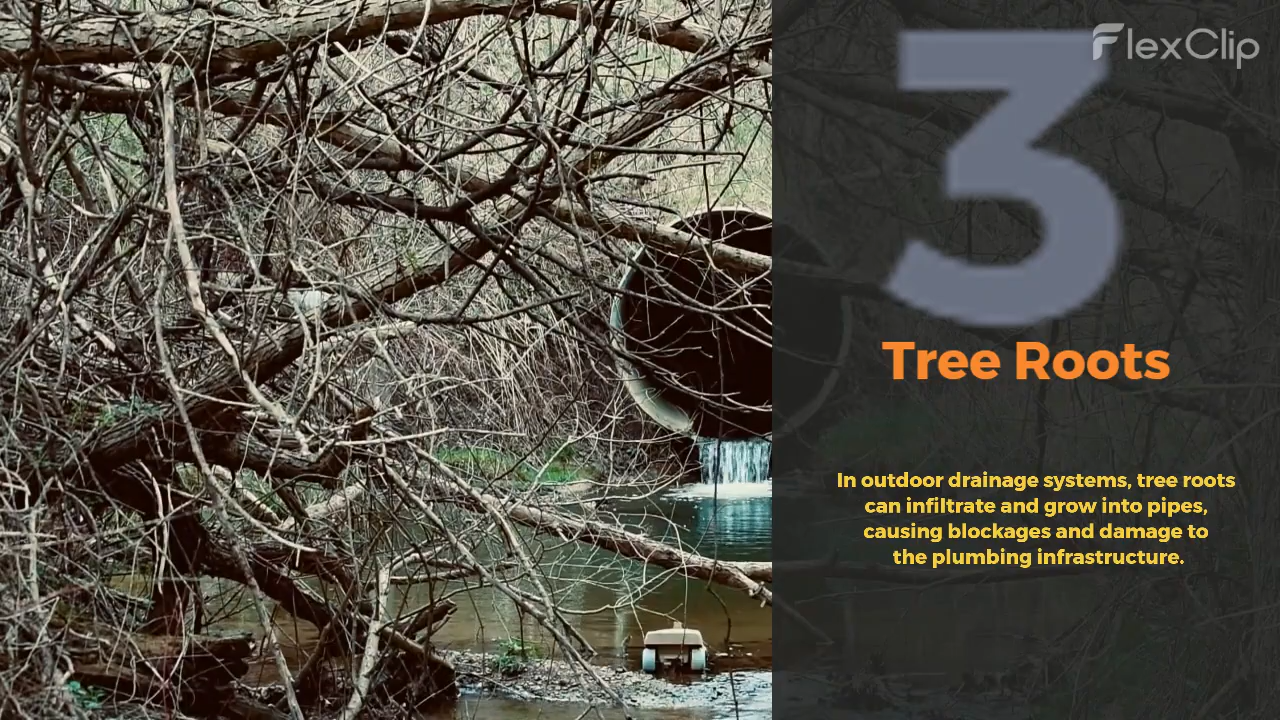 FlexClip
3
Tree Roots
In outdoor drainage systems, tree roots
can infiltrate and grow into pipes,
causing blockages and damage to
the plumbing infrastructure.